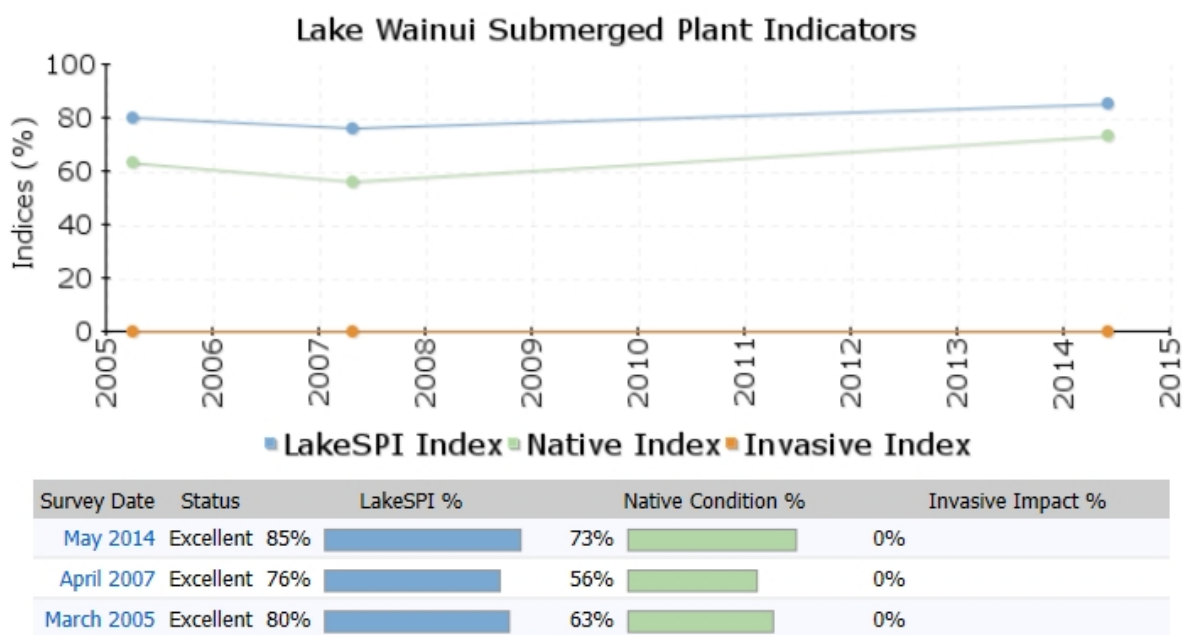 Lake Wainui Submerged Plant Indicators
Indices (%)
100
80
60
40
20
0
2005 2006 2007 2008 2009 2010 2011 2012 2013 2014 2015
LakeSPI Index Native Index Invasive Index
Survey Date Status LakeSPI % Native Condition % Invasive Impact %
May 2014 Excellent 85% 73% 0%
April 2007 Excellent 76% 56% 0%
March 2005 Excellent 80% 63% 0%